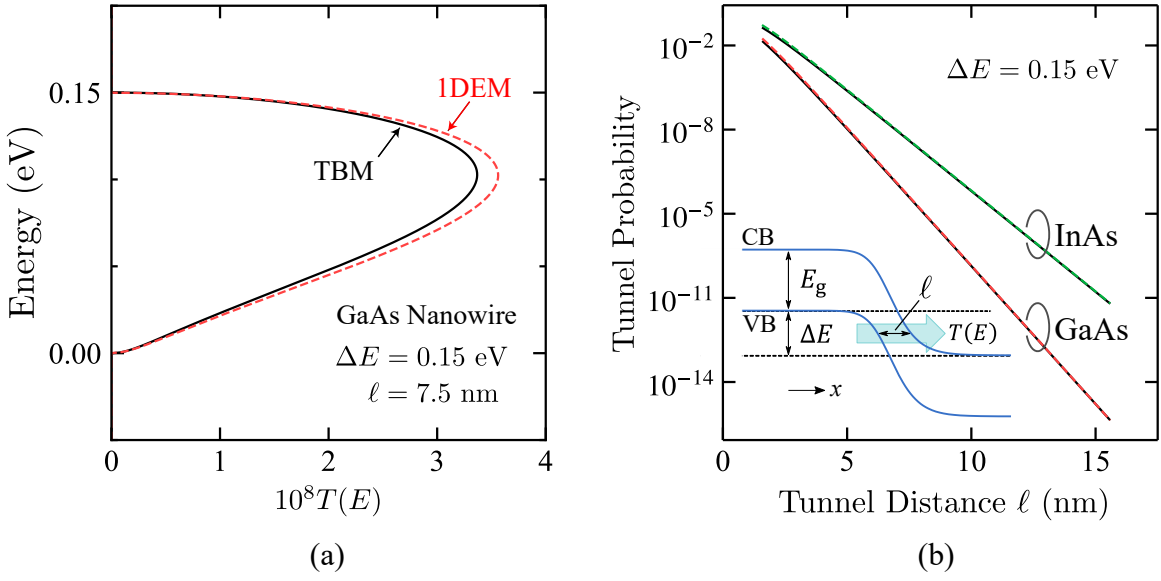 0.15
0.00
Energy (eV)
1DEM
TBM
GaAs Nanowire
ΔE = 0.15 eV
ℓ = 7.5 nm
0 1 2 3 4
10⁸T(E)
(a)
10⁻²
10⁻⁸
10⁻⁵
10⁻¹¹
10⁻¹⁴
Tunnel Probability
ΔE = 0.15 eV
InAs
GaAs
CB
E_g
ℓ
VB
ΔE
T(E)
x
0 5 10 15
Tunnel Distance ℓ (nm)
(b)